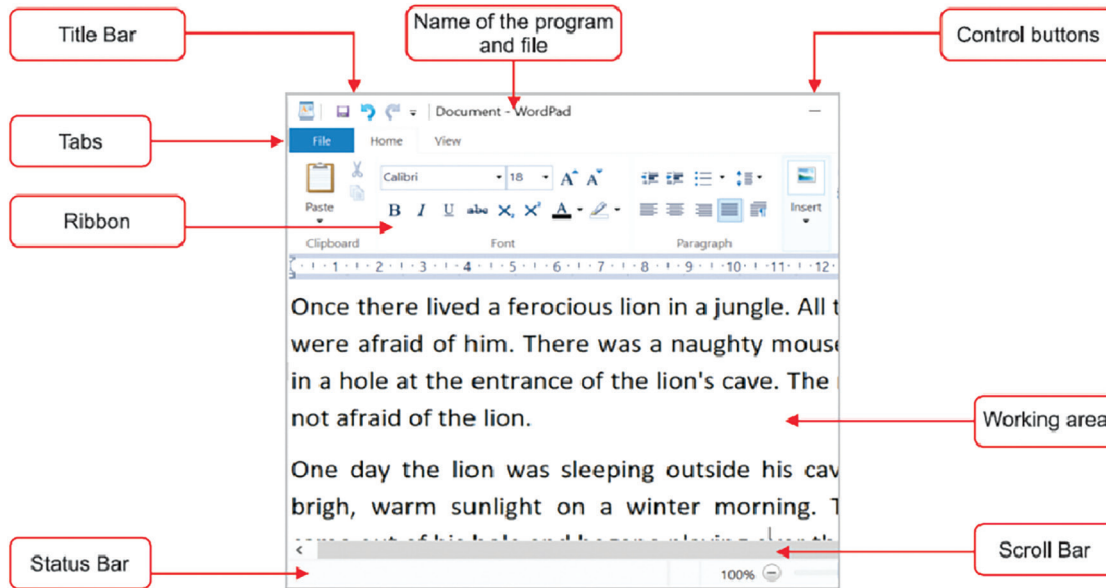 Title Bar
Name of the program
and file
Control buttons
Document - WordPad
Tabs
File Home View
Calibri 18
Paste
Insert
Ribbon
B I U abc X₂ X² A
Clipboard Font Paragraph
1 2 3 4 5 6 7 8 9 10 11 12
Once there lived a ferocious lion in a jungle. All
were afraid of him. There was a naughty mouse
in a hole at the entrance of the lion's cave. The
not afraid of the lion.
Working area
One day the lion was sleeping outside his cav
brigh, warm sunlight on a winter morning.
Scroll Bar
Status Bar
100%